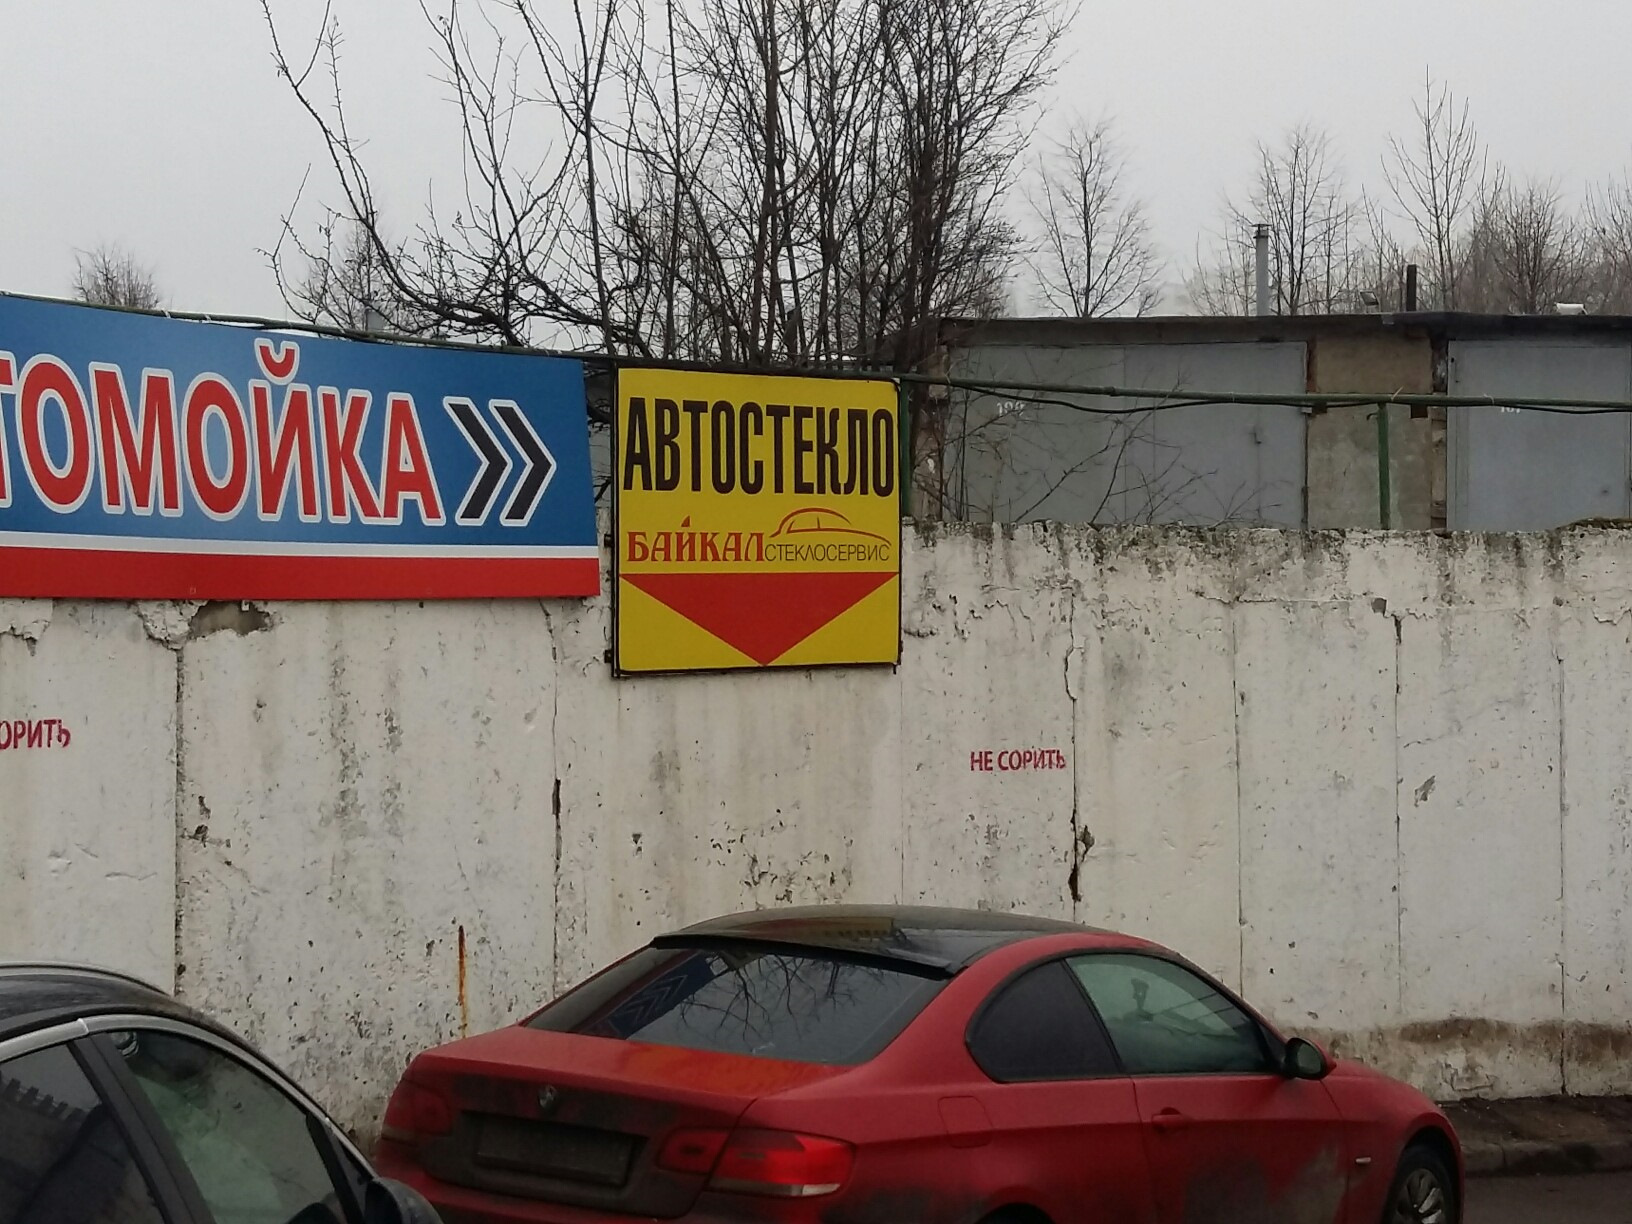 ТОМОЙКА
АВТОСТЕКЛО
БАЙКАЛ СТЕКЛОСЕРВИС
ОРИТЬ
НЕ СОРИТЬ